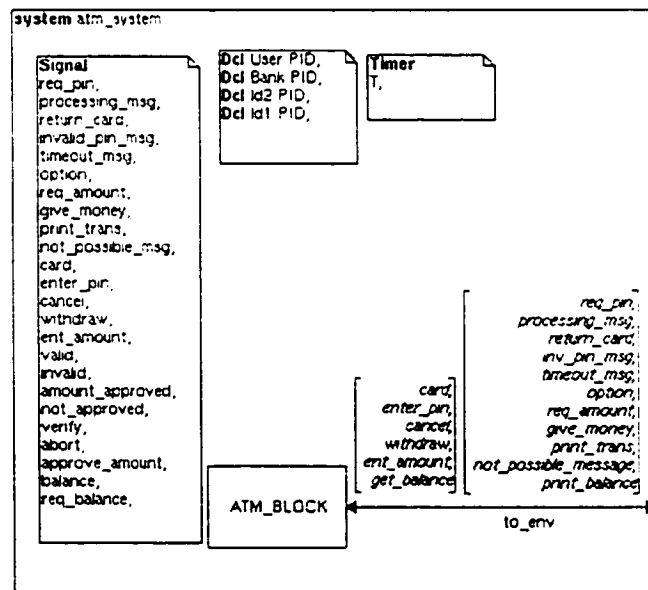 system atm_system
Signal
req_pin,
processing_msg,
return_card,
invalid_pin_msg,
timeout_msg,
option,
req_amount,
give_money,
print_trans,
not_possible_msg,
card,
enter_pin,
cancel,
withdraw,
ent_amount,
valid,
invalid,
amount_approved,
not_approved,
verify,
abort,
approve_amount,
balance,
req_balance,
Dcl User PID,
Dcl Bank PID,
Dcl Id2 PID,
Dcl Id1 PID,
Timer
T,
card,
enter_pin,
cancel,
withdraw,
ent_amount,
get_balance
req_pin,
processing_msg,
return_card,
inv_pin_msg,
timeout_msg,
option,
req_amount,
give_money,
print_trans,
not_possible_message,
print_balance
ATM_BLOCK
to_env